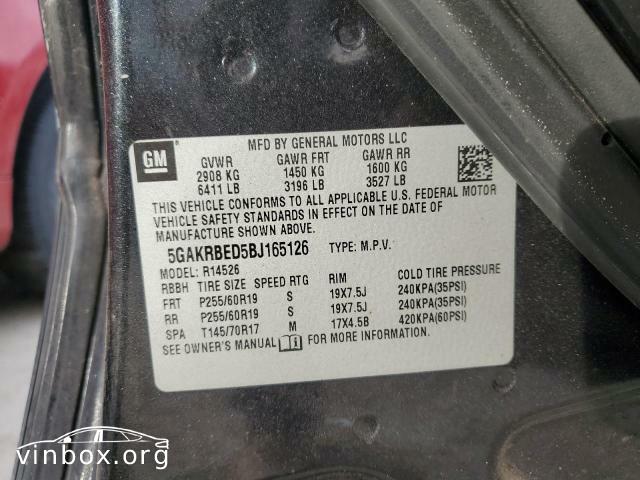 MFD BY GENERAL MOTORS LLC
GM
GVWR GAWR FRT GAWR RR
2908 KG 1450 KG 1600 KG
6411 LB 3196 LB 3527 LB
THIS VEHICLE CONFORMS TO ALL APPLICABLE U.S. FEDERAL MOTOR
VEHICLE SAFETY STANDARDS IN EFFECT ON THE DATE OF
MANUFACTURE SHOWN ABOVE.
5GAKRBED5BJ165126 TYPE: M.P.V.
MODEL: R14526
RBBH TIRE SIZE SPEED RTG RIM COLD TIRE PRESSURE
FRT P255/60R19 S 19X7.5J 240KPA(35PSI)
RR P255/60R19 S 19X7.5J 240KPA(35PSI)
SPA T145/70R17 M 17X4.5B 420KPA(60PSI)
SEE OWNER'S MANUAL FOR MORE INFORMATION.
vinbox.org